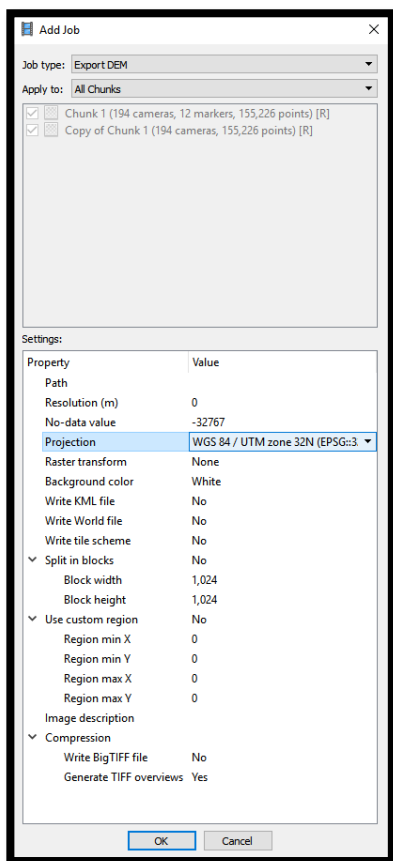 Add Job
Job type: Export DEM
Apply to: All Chunks
Chunk 1 (194 cameras, 12 markers, 155,226 points) [R]
Copy of Chunk 1 (194 cameras, 155,226 points) [R]
Settings:
Property Value
Path
Resolution (m) 0
No-data value -32767
Projection WGS 84 / UTM zone 32N (EPSG::3
Raster transform None
Background color White
Write KML file No
Write World file No
Write tile scheme No
Split in blocks No
Block width 1,024
Block height 1,024
Use custom region No
Region min X 0
Region min Y 0
Region max X 0
Region max Y 0
Image description
Compression
Write BigTIFF file No
Generate TIFF overviews Yes
OK Cancel